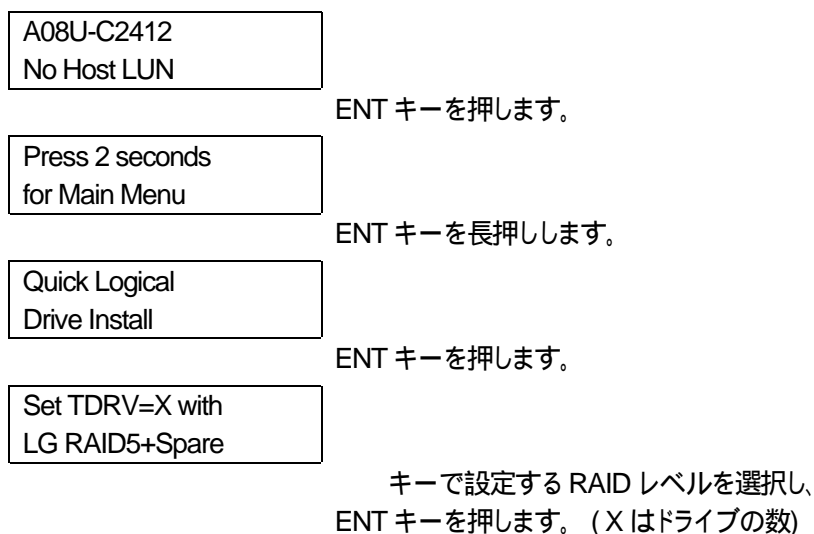 A08U-C2412
No Host LUN
ENT キーを押します。
Press 2 seconds
for Main Menu
ENT キーを長押しします。
Quick Logical
Drive Install
ENT キーを押します。
Set TDRV=X with
LG RAID5+Spare
キーで設定する RAID レベルを選択し、
ENT キーを押します。 ( X はドライブの数)